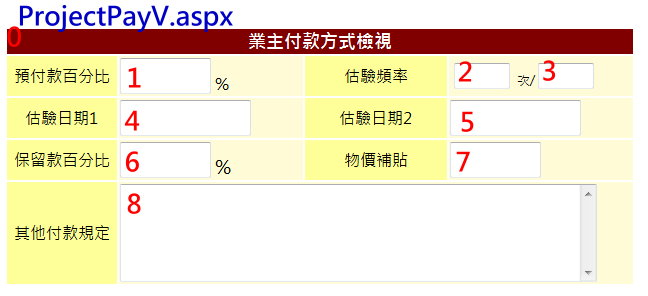 ProjectPayV.aspx
0 業主付款方式檢視
預付款百分比 1 % 估驗頻率 2 次/ 3
估驗日期1 4 估驗日期2 5
保留款百分比 6 % 物價補貼 7
其他付款規定 8